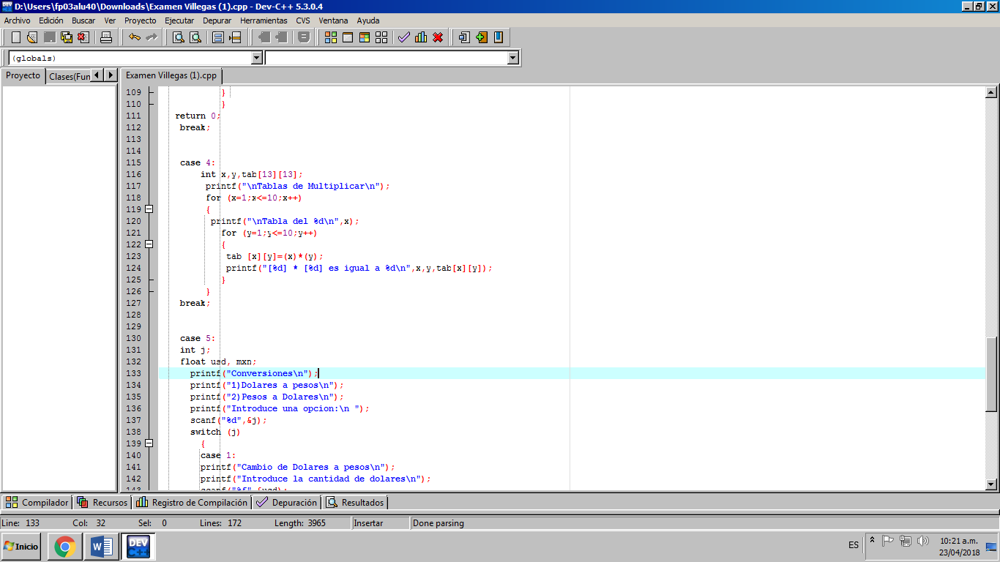 D:\Users\fp03alu40\Downloads\Examen Villegas (1).cpp - Dev-C++ 5.3.0.4
Archivo Edición Buscar Ver Proyecto Ejecutar Depurar Herramientas CVS Ventana Ayuda
(globals)
Proyecto Clases(Fun Examen Villegas (1).cpp
109 }
110 }
111 return 0;
112 break;
113
114
115 case 4:
116 int x,y,tab[13][13];
117 printf("\nTablas de Multiplicar\n");
118 for (x=1;x<=10;x++)
119 {
120 printf("\nTabla del %d\n",x);
121 for (y=1;y<=10;y++)
122 {
123 tab [x][y]=(x)*(y);
124 printf("[%d] * [%d] es igual a %d\n",x,y,tab[x][y]);
125 }
126 }
127 break;
128
129
130 case 5:
131 int j;
132 float usd, mxn;
133 printf("Conversiones\n");
134 printf("1)Dolares a pesos\n");
135 printf("2)Pesos a Dolares\n");
136 printf("Introduce una opcion:\n ");
137 scanf("%d",&j);
138 switch (j)
139 {
140 case 1:
141 printf("Cambio de Dolares a pesos\n");
142 printf("Introduce la cantidad de dolares\n");
143 scanf("%f",&usd);
Compilador Recursos Registro de Compilación Depuración Resultados
Line: 133 Col: 32 Sel: 0 Lines: 172 Length: 3965 Insertar Done parsing
Inicio DEV C++ ES 10:21 a.m.
23/04/2018